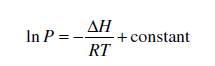 ln P = −ΔH/RT + constant